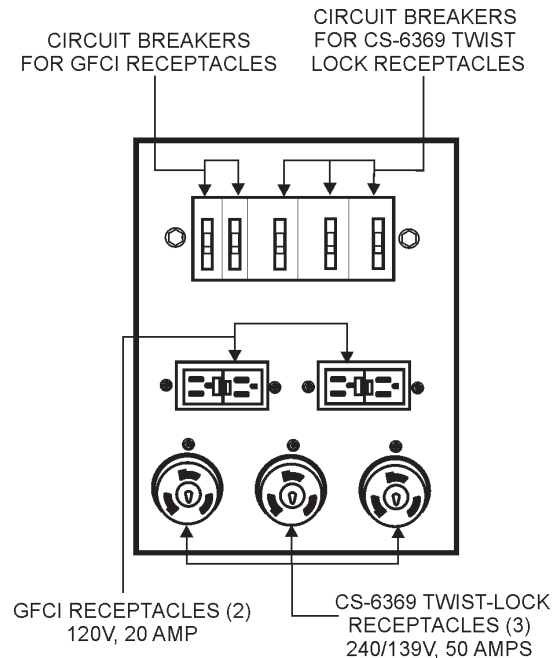 CIRCUIT BREAKERS
FOR GFCI RECEPTACLES
CIRCUIT BREAKERS
FOR CS-6369 TWIST
LOCK RECEPTACLES
GFCI RECEPTACLES (2)
120V, 20 AMP
CS-6369 TWIST-LOCK
RECEPTACLES (3)
240/139V, 50 AMPS